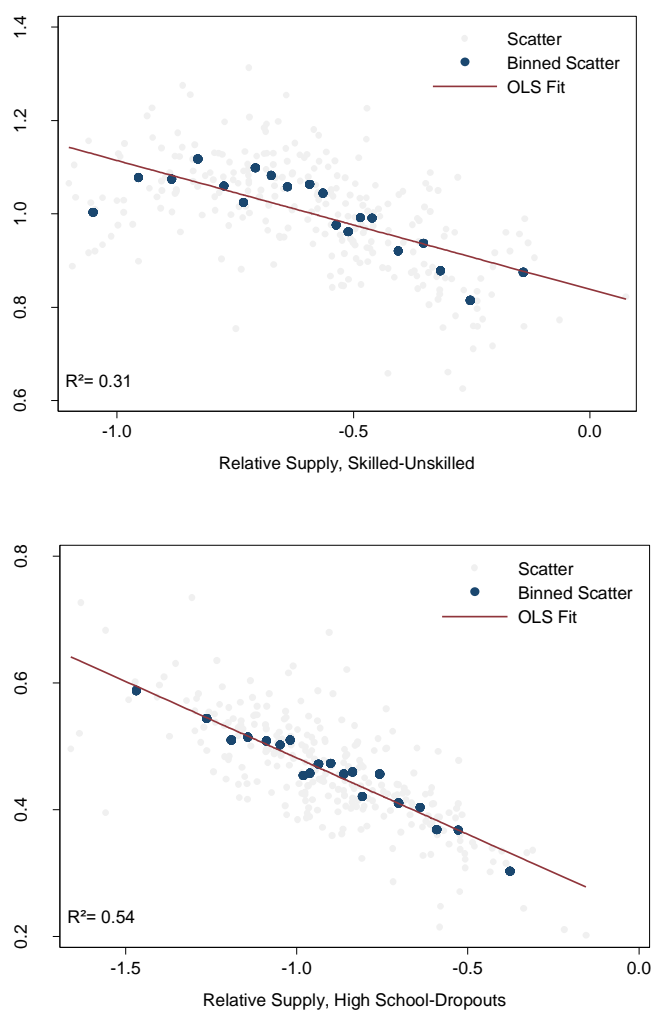 1.4
1.2
1.0
0.8
0.6
Scatter
Binned Scatter
OLS Fit
R²= 0.31
-1.0
-0.5
0.0
Relative Supply, Skilled-Unskilled
0.8
0.6
0.4
0.2
Scatter
Binned Scatter
OLS Fit
R²= 0.54
-1.5
-1.0
-0.5
0.0
Relative Supply, High School-Dropouts